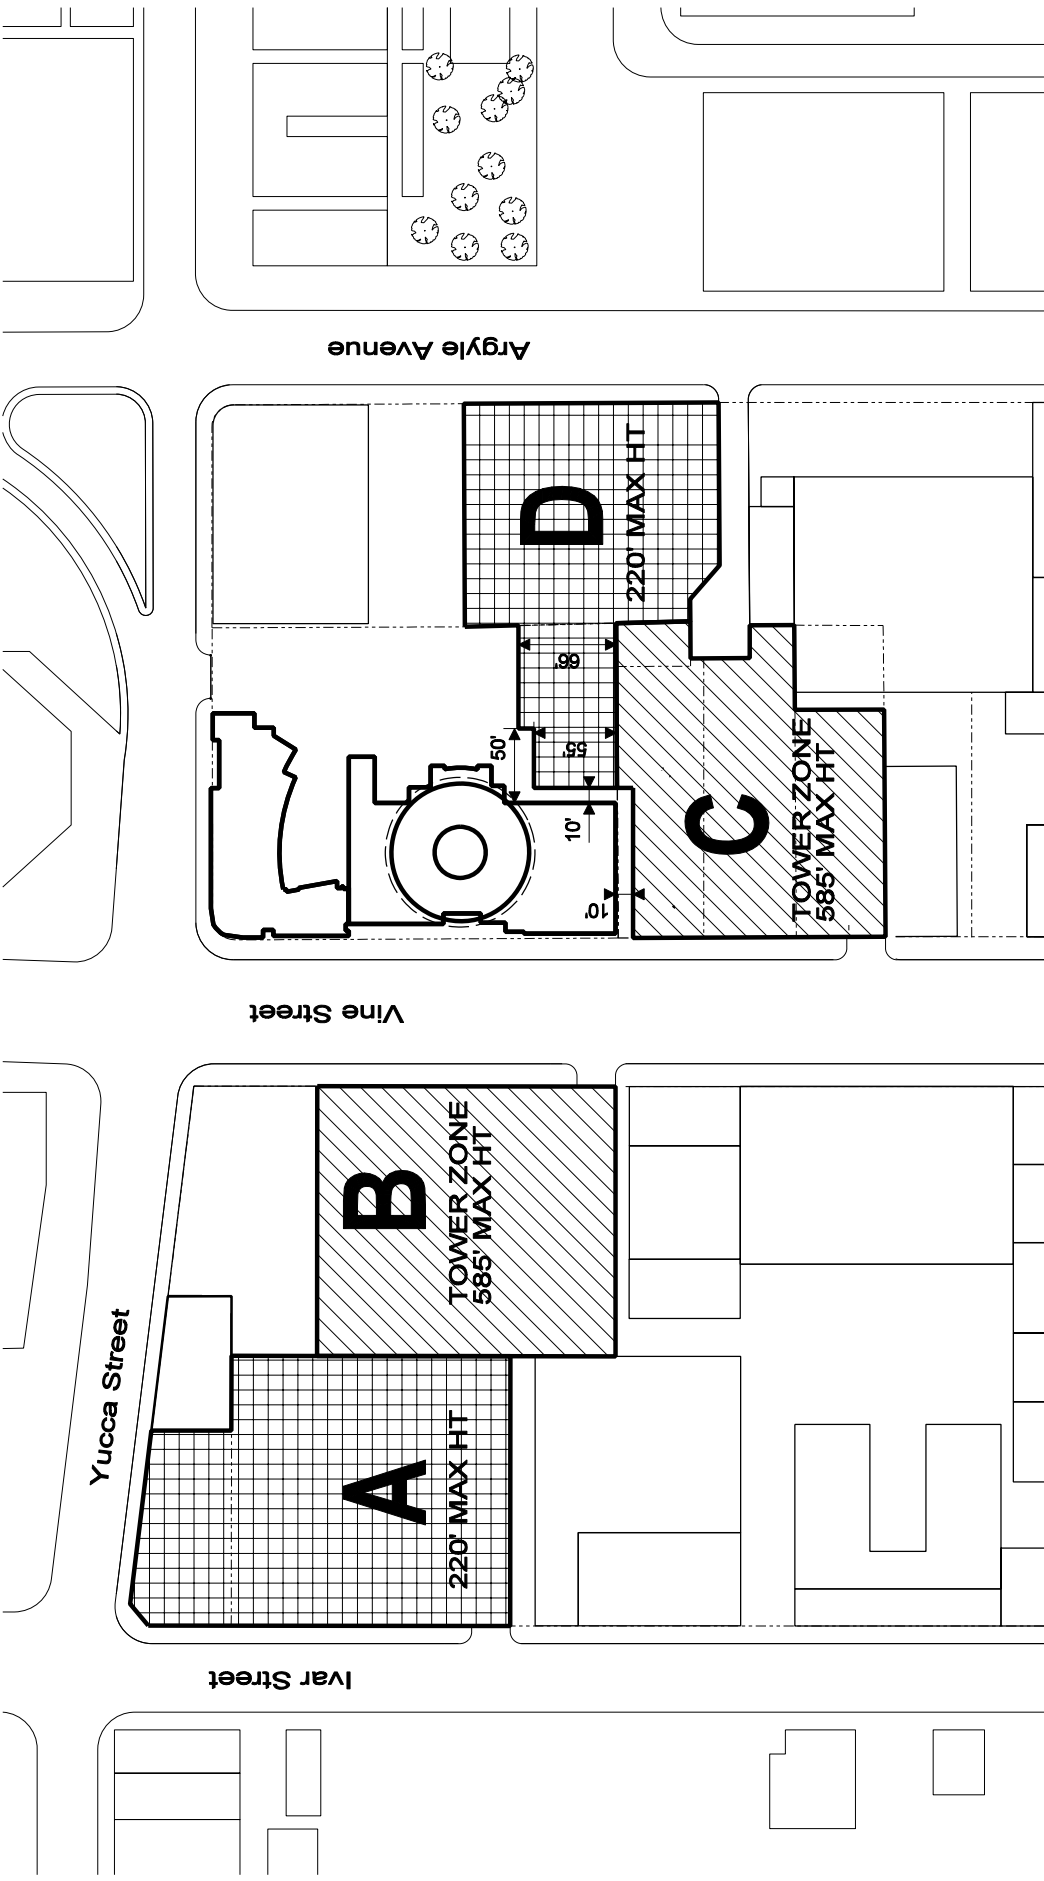 Argyle Avenue
D
220' MAX HT
66'
55'
50'
10'
10'
C
TOWER ZONE
585' MAX HT
Vine Street
B
TOWER ZONE
585' MAX HT
Yucca Street
A
220' MAX HT
Ivar Street